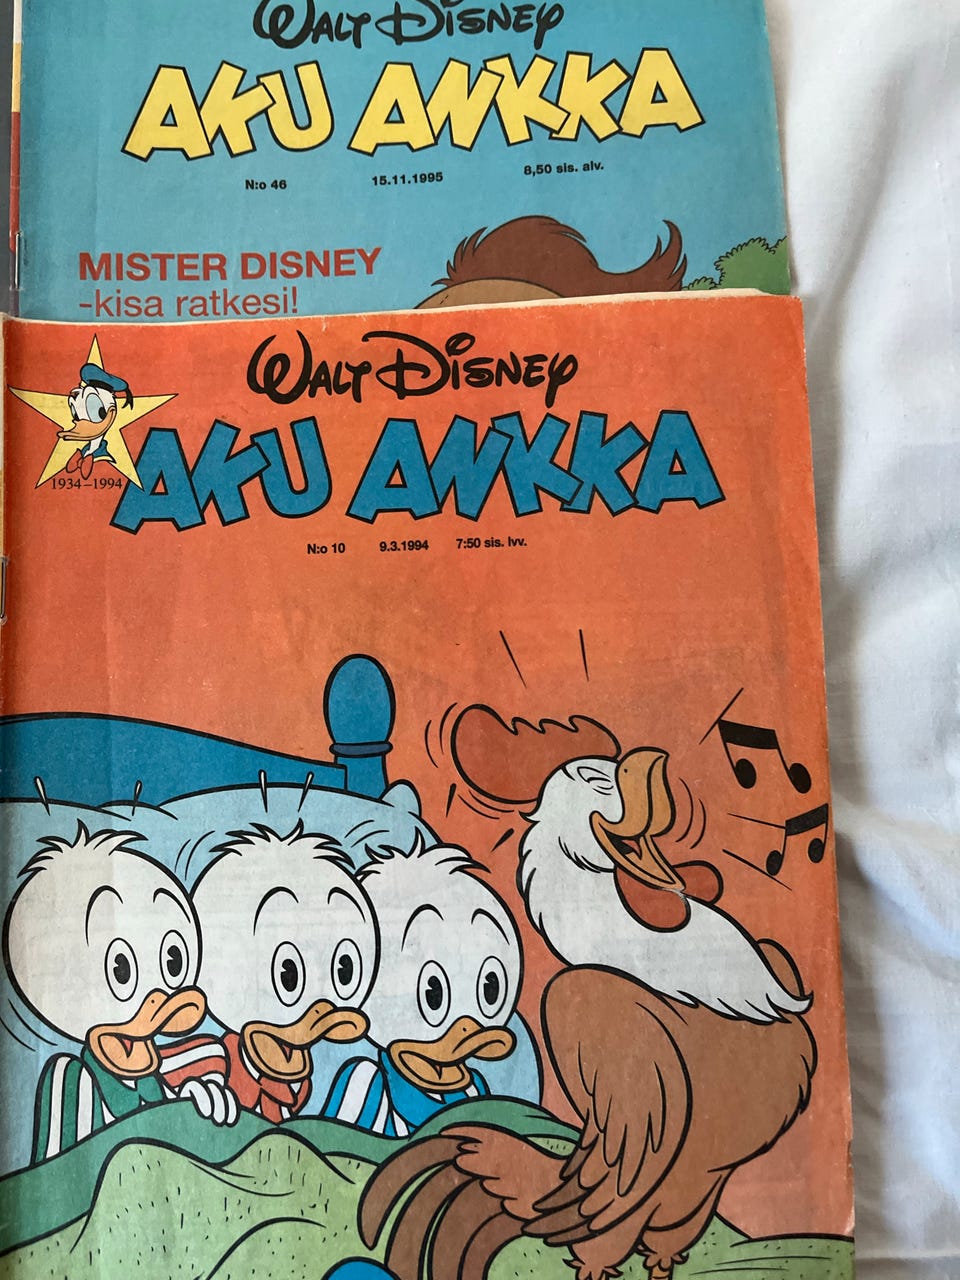 WALT DISNEY
AKU ANKKA
N:o 46 15.11.1995 8,50 sis. alv.
MISTER DISNEY
-kisa ratkesi!
WALT DISNEY
AKU ANKKA
1934–1994
N:o 10 9.3.1994 7:50 sis. lvv.